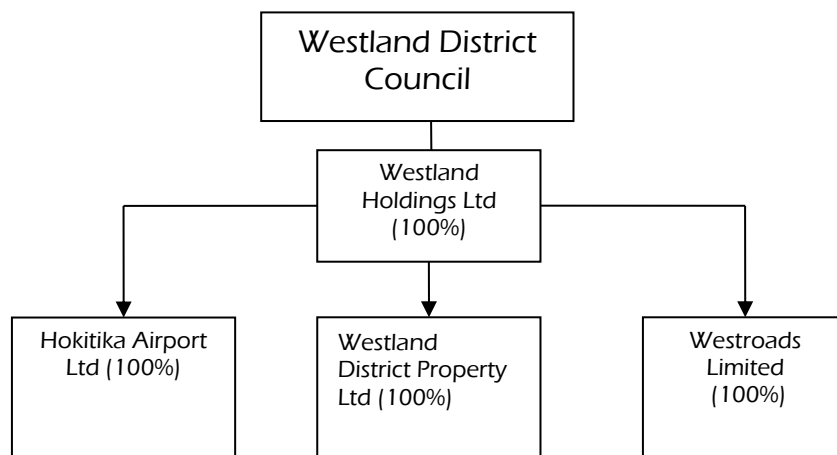 Westland District
Council
Westland
Holdings Ltd
(100%)
Hokitika Airport
Ltd (100%)
Westland
District Property
Ltd (100%)
Westroads
Limited
(100%)